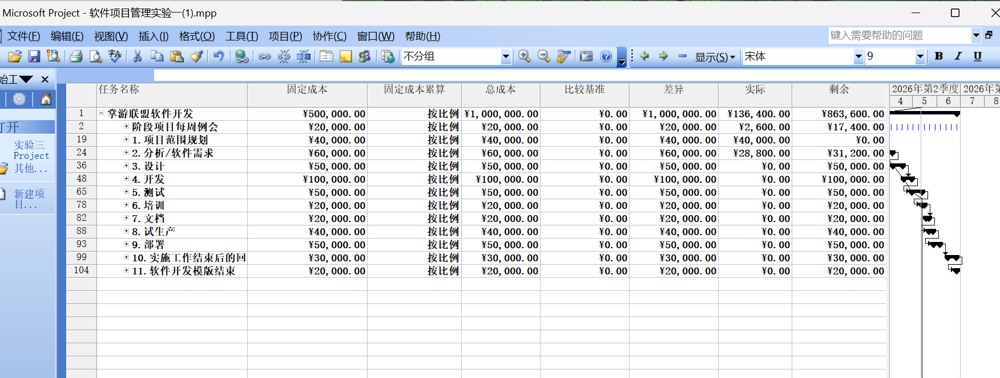 Microsoft Project - 软件项目管理实验一(1).mpp
文件(F) 编辑(E) 视图(V) 插入(I) 格式(O) 工具(T) 项目(P) 协作(C) 窗口(W) 帮助(H) 键入需要帮助的问题
不分组 显示(S) 宋体 9 B I U
始工
打开
实验三
Project
其他...
新建项
目...
任务名称 固定成本 固定成本累算 总成本 比较基准 差异 实际 剩余 2026年第2季度 2026年第
4 5 6 7 8
1 掌游联盟软件开发 ¥500,000.00 按比例 ¥1,000,000.00 ¥0.00 ¥1,000,000.00 ¥136,400.00 ¥863,600.00
2 阶段项目每周例会 ¥20,000.00 按比例 ¥20,000.00 ¥0.00 ¥20,000.00 ¥2,600.00 ¥17,400.00
19 1.项目范围规划 ¥40,000.00 按比例 ¥40,000.00 ¥0.00 ¥40,000.00 ¥40,000.00 ¥0.00
24 2.分析/软件需求 ¥60,000.00 按比例 ¥60,000.00 ¥0.00 ¥60,000.00 ¥28,800.00 ¥31,200.00
36 3.设计 ¥50,000.00 按比例 ¥50,000.00 ¥0.00 ¥50,000.00 ¥0.00 ¥50,000.00
48 4.开发 ¥100,000.00 按比例 ¥100,000.00 ¥0.00 ¥100,000.00 ¥0.00 ¥100,000.00
65 5.测试 ¥50,000.00 按比例 ¥50,000.00 ¥0.00 ¥50,000.00 ¥0.00 ¥50,000.00
78 6.培训 ¥20,000.00 按比例 ¥20,000.00 ¥0.00 ¥20,000.00 ¥0.00 ¥20,000.00
82 7.文档 ¥20,000.00 按比例 ¥20,000.00 ¥0.00 ¥20,000.00 ¥0.00 ¥20,000.00
88 8.试生产 ¥40,000.00 按比例 ¥40,000.00 ¥0.00 ¥40,000.00 ¥0.00 ¥40,000.00
93 9.部署 ¥50,000.00 按比例 ¥50,000.00 ¥0.00 ¥50,000.00 ¥0.00 ¥50,000.00
99 10.实施工作结束后的回 ¥30,000.00 按比例 ¥30,000.00 ¥0.00 ¥30,000.00 ¥0.00 ¥30,000.00
104 11.软件开发模版结束 ¥20,000.00 按比例 ¥20,000.00 ¥0.00 ¥20,000.00 ¥0.00 ¥20,000.00